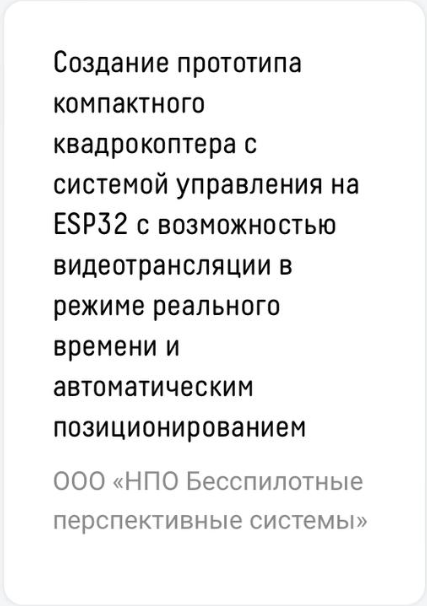 Создание прототипа
компактного
квадрокоптера с
системой управления на
ESP32 с возможностью
видеотрансляции в
режиме реального
времени и
автоматическим
позиционированием
ООО «НПО Бесспилотные
перспективные системы»